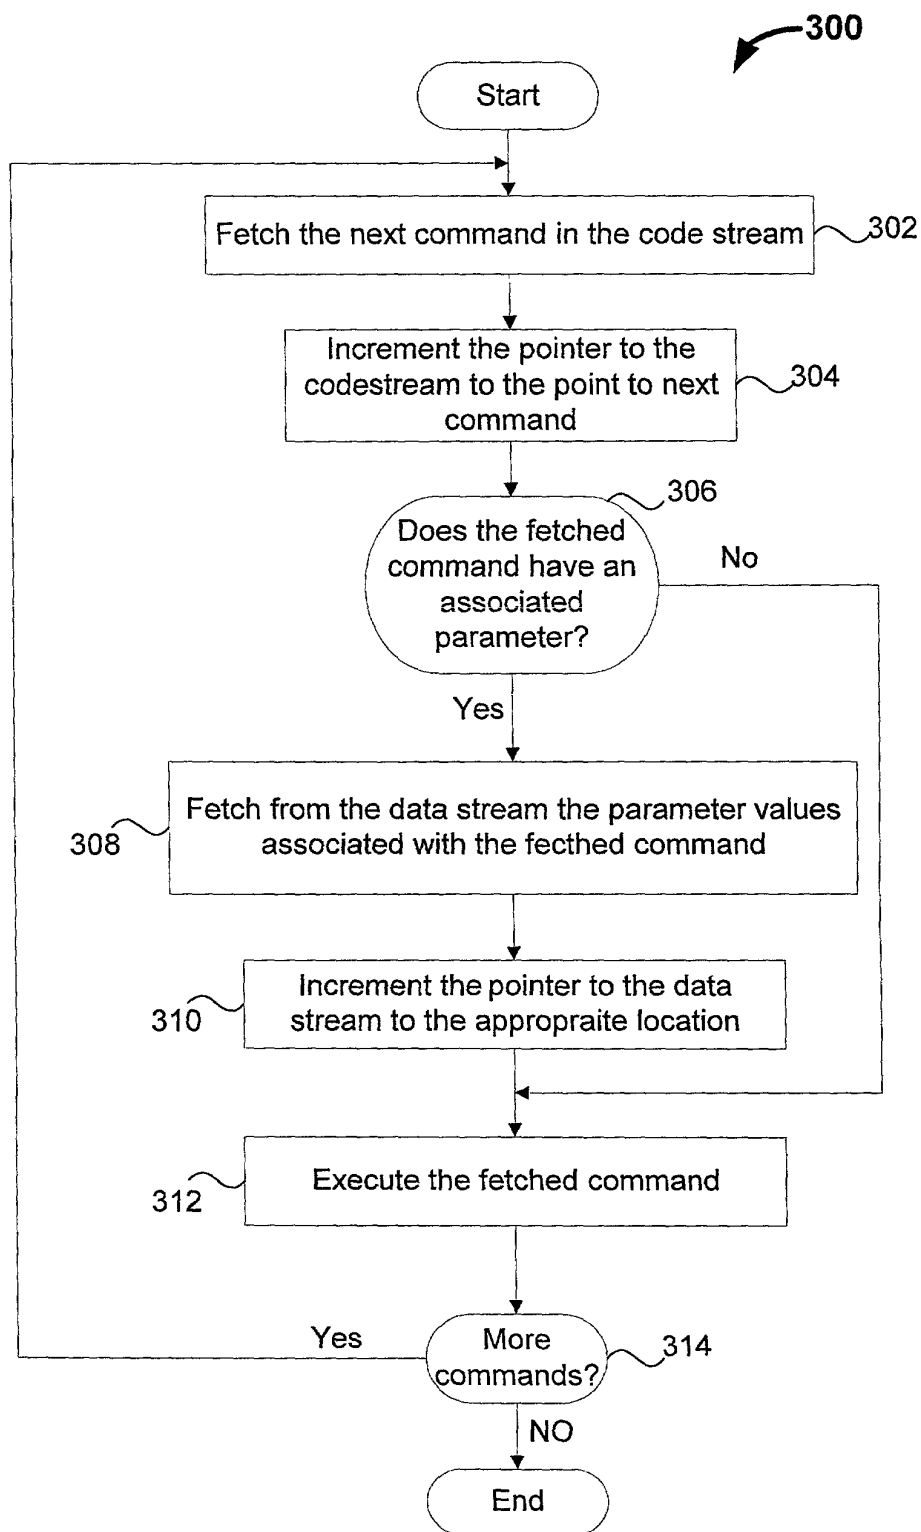 300
Start
Fetch the next command in the code stream
302
Increment the pointer to the
codestream to the point to next
command
304
306
Does the fetched
command have an
associated
parameter?
No
Yes
Fetch from the data stream the parameter values
associated with the fecthed command
308
Increment the pointer to the data
stream to the appropraite location
310
Execute the fetched command
312
Yes
More
commands?
314
NO
End